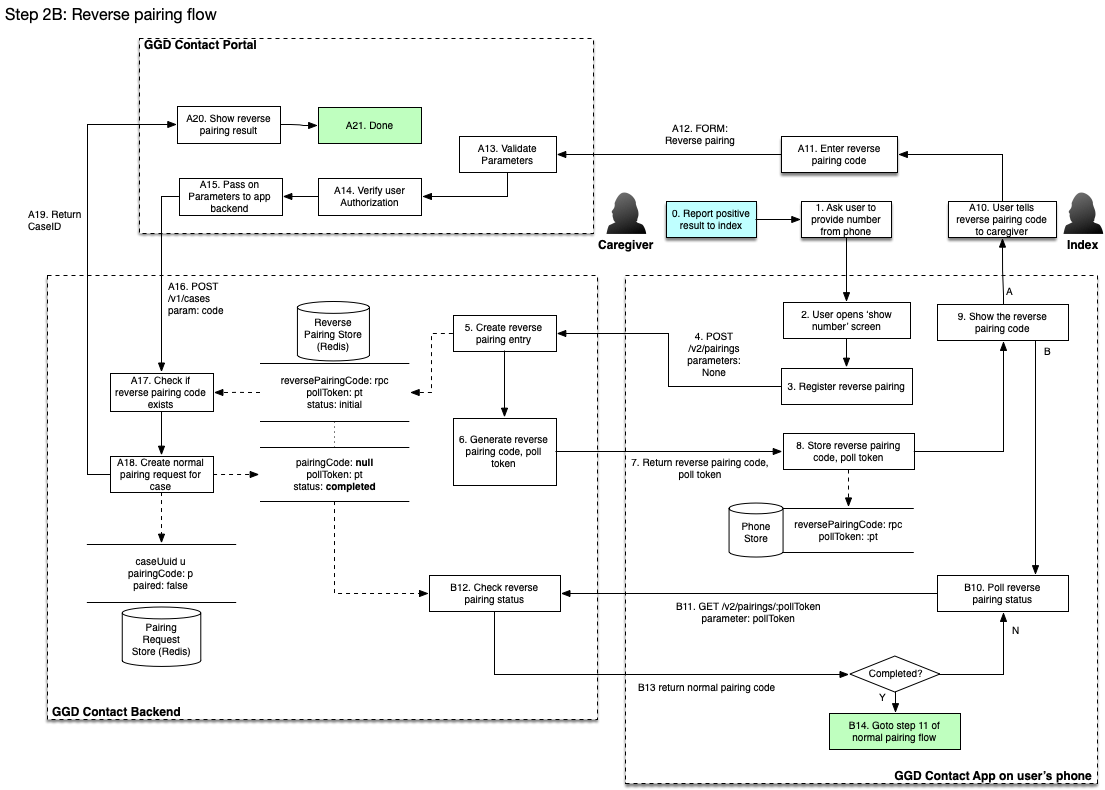 Step 2B: Reverse pairing flow
GGD Contact Portal
A20. Show reverse
pairing result
A21. Done
A13. Validate
Parameters
A12. FORM:
Reverse pairing
A11. Enter reverse
pairing code
A15. Pass on
Parameters to app
backend
A14. Verify user
Authorization
A19. Return
CaseID
Caregiver
0. Report positive
result to index
1. Ask user to
provide number
from phone
A10. User tells
reverse pairing code
to caregiver
Index
A16. POST
/v1/cases
param: code
Reverse
Pairing Store
(Redis)
5. Create reverse
pairing entry
4. POST
/v2/pairings
parameters:
None
2. User opens ‘show
number’ screen
A
9. Show the reverse
pairing code
B
A17. Check if
reverse pairing code
exists
reversePairingCode: rpc
pollToken: pt
status: initial
3. Register reverse pairing
6. Generate reverse
pairing code, poll
token
7. Return reverse pairing code,
poll token
8. Store reverse pairing
code, poll token
A18. Create normal
pairing request for
case
pairingCode: null
pollToken: pt
status: completed
Phone
Store
reversePairingCode: rpc
pollToken: :pt
caseUuid u
pairingCode: p
paired: false
Pairing
Request
Store (Redis)
B12. Check reverse
pairing status
B11. GET /v2/pairings/:pollToken
parameter: pollToken
B10. Poll reverse
pairing status
N
B13 return normal pairing code
Completed?
Y
B14. Goto step 11 of
normal pairing flow
GGD Contact Backend
GGD Contact App on user’s phone